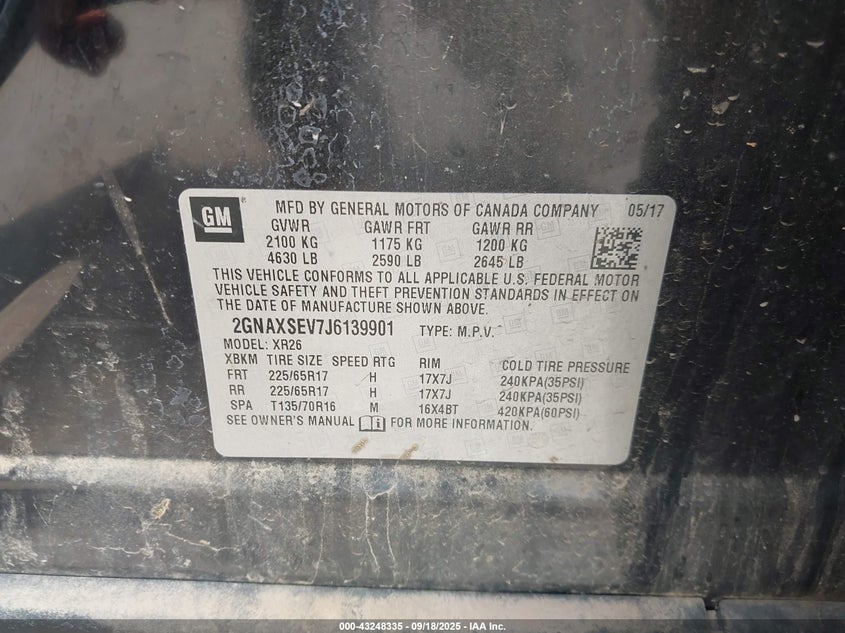 GM
MFD BY GENERAL MOTORS OF CANADA COMPANY 05/17
GVWR GAWR FRT GAWR RR
2100 KG 1175 KG 1200 KG
4630 LB 2590 LB 2645 LB
THIS VEHICLE CONFORMS TO ALL APPLICABLE U.S. FEDERAL MOTOR
VEHICLE SAFETY AND THEFT PREVENTION STANDARDS IN EFFECT ON
THE DATE OF MANUFACTURE SHOWN ABOVE.
2GNAXSEV7J6139901 TYPE: M.P.V.
MODEL: XR26
XBKM TIRE SIZE SPEED RTG RIM COLD TIRE PRESSURE
FRT 225/65R17 H 17X7J 240KPA(35PSI)
RR 225/65R17 H 17X7J 240KPA(35PSI)
SPA T135/70R16 M 16X4BT 420KPA(60PSI)
SEE OWNER'S MANUAL FOR MORE INFORMATION.
000-43248335 - 09/18/2025 - IAA Inc.